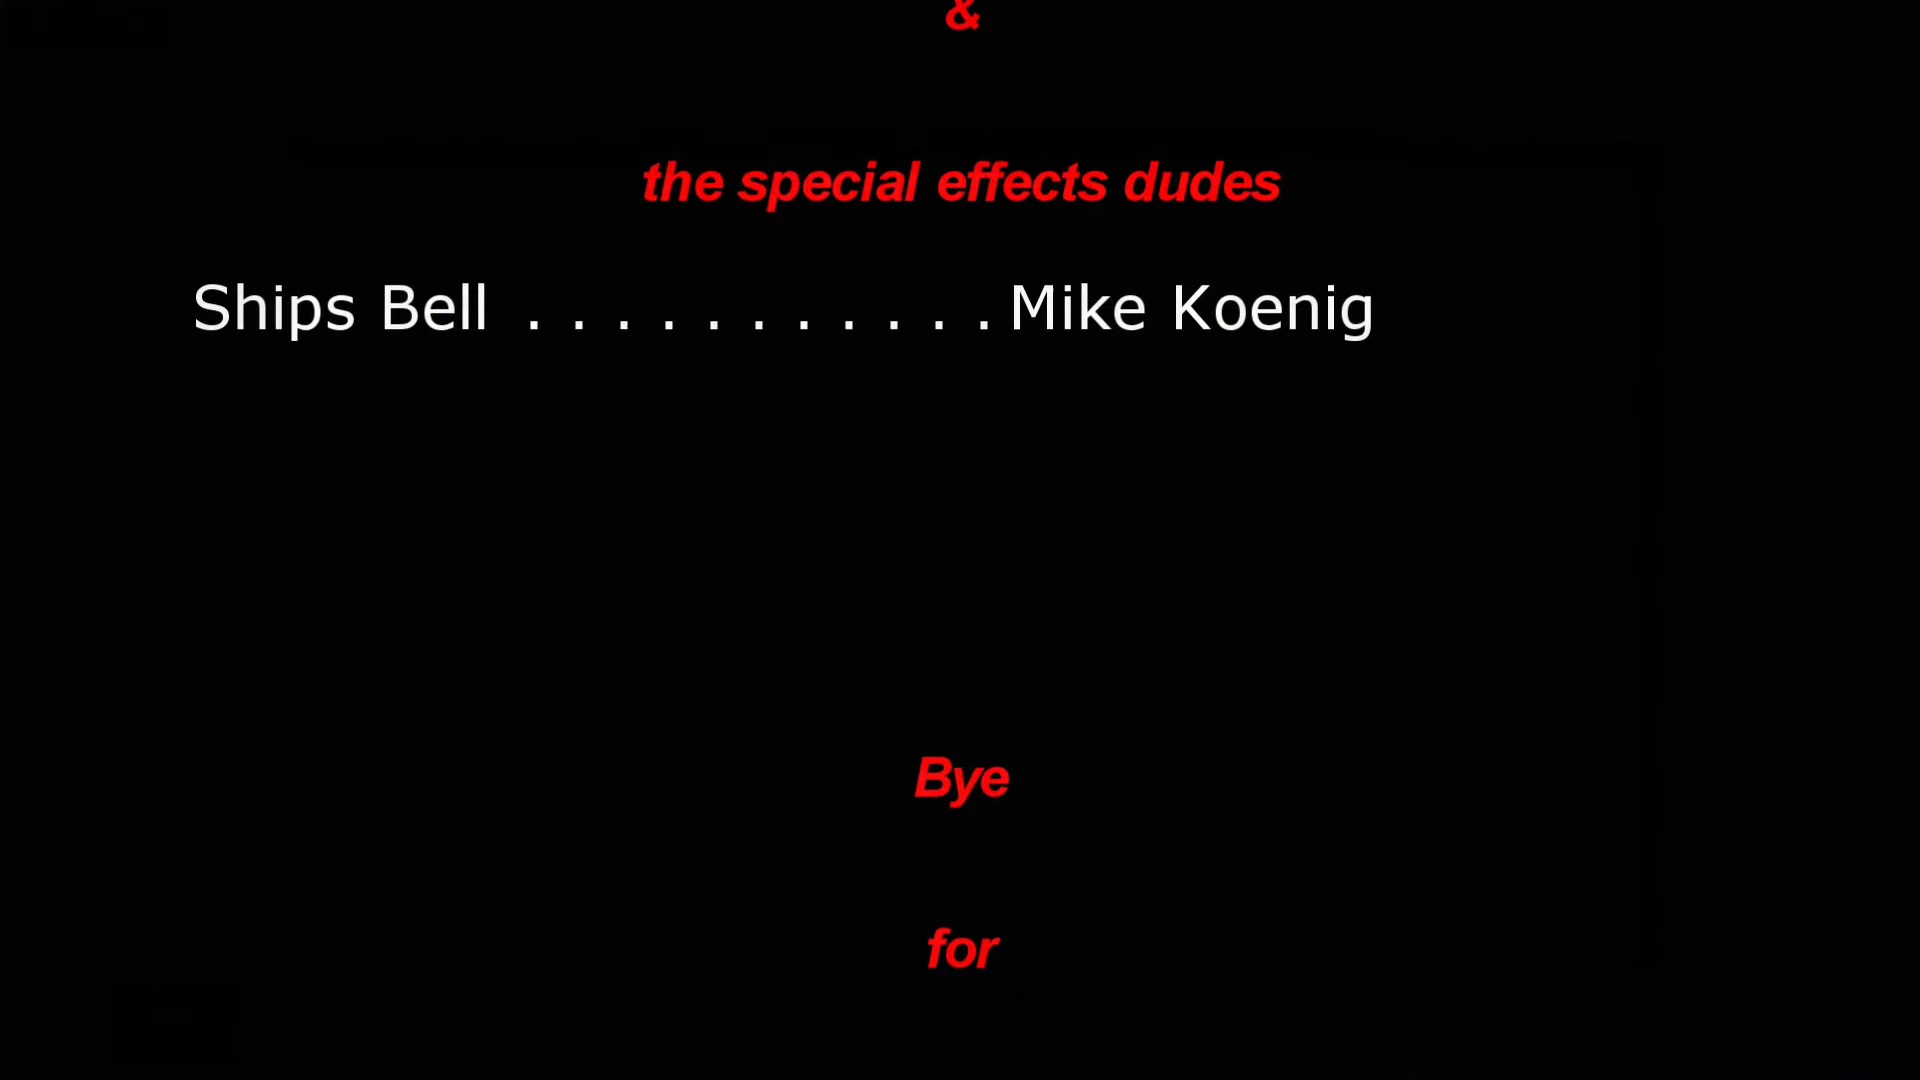 &
the special effects dudes
Ships Bell . . . . . . . . . . . Mike Koenig
Bye
for